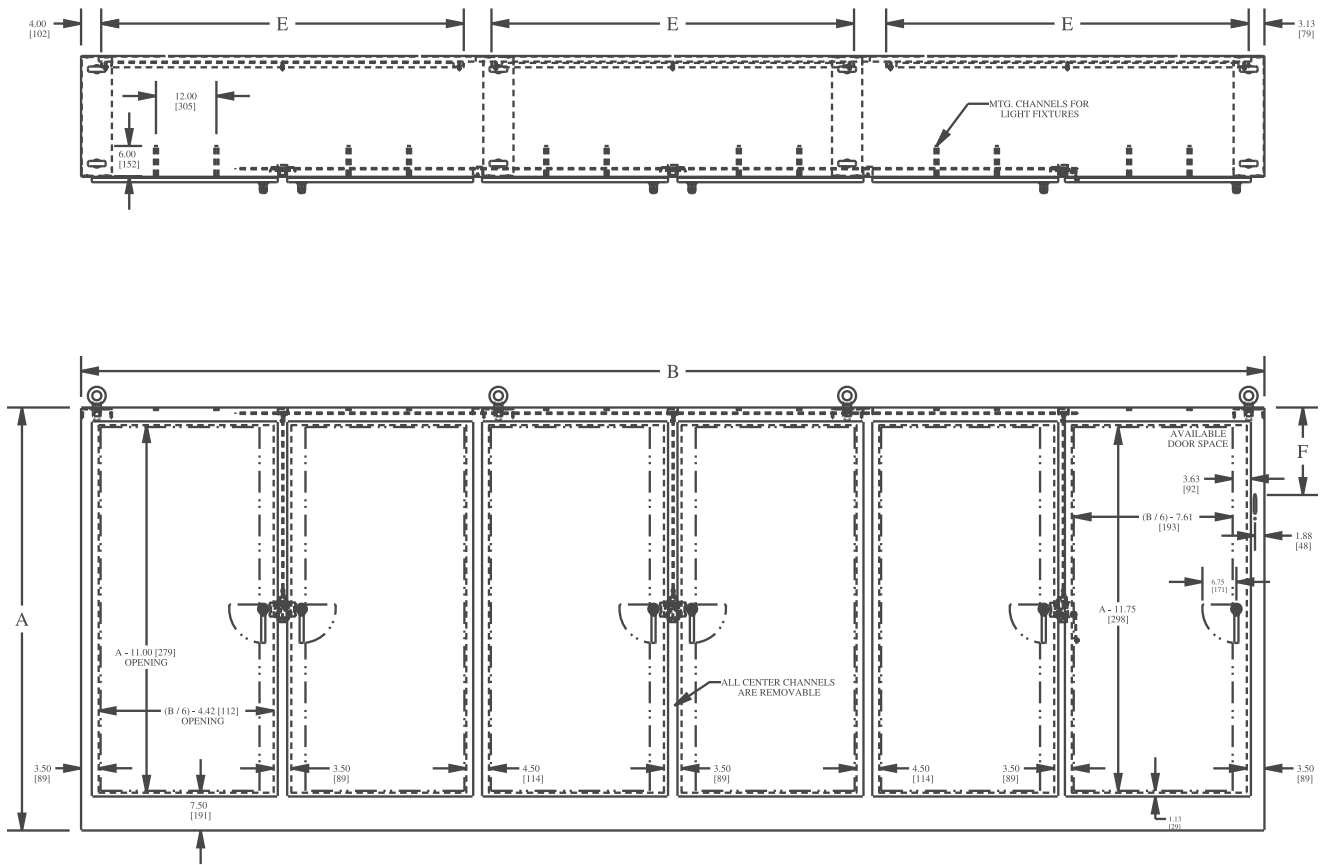 4.00
[102]
E
E
E
3.13
[79]
12.00
[305]
6.00
[152]
MTG. CHANNELS FOR
LIGHT FIXTURES
B
A
F
AVAILABLE
DOOR SPACE
3.63
[92]
(B / 6) - 7.61
[193]
1.88
[48]
6.75
[171]
A - 11.75
[298]
A - 11.00 [279]
OPENING
ALL CENTER CHANNELS
ARE REMOVABLE
(B / 6) - 4.42 [112]
OPENING
3.50
[89]
3.50
[89]
4.50
[114]
3.50
[89]
4.50
[114]
3.50
[89]
3.50
[89]
7.50
[191]
1.13
[29]